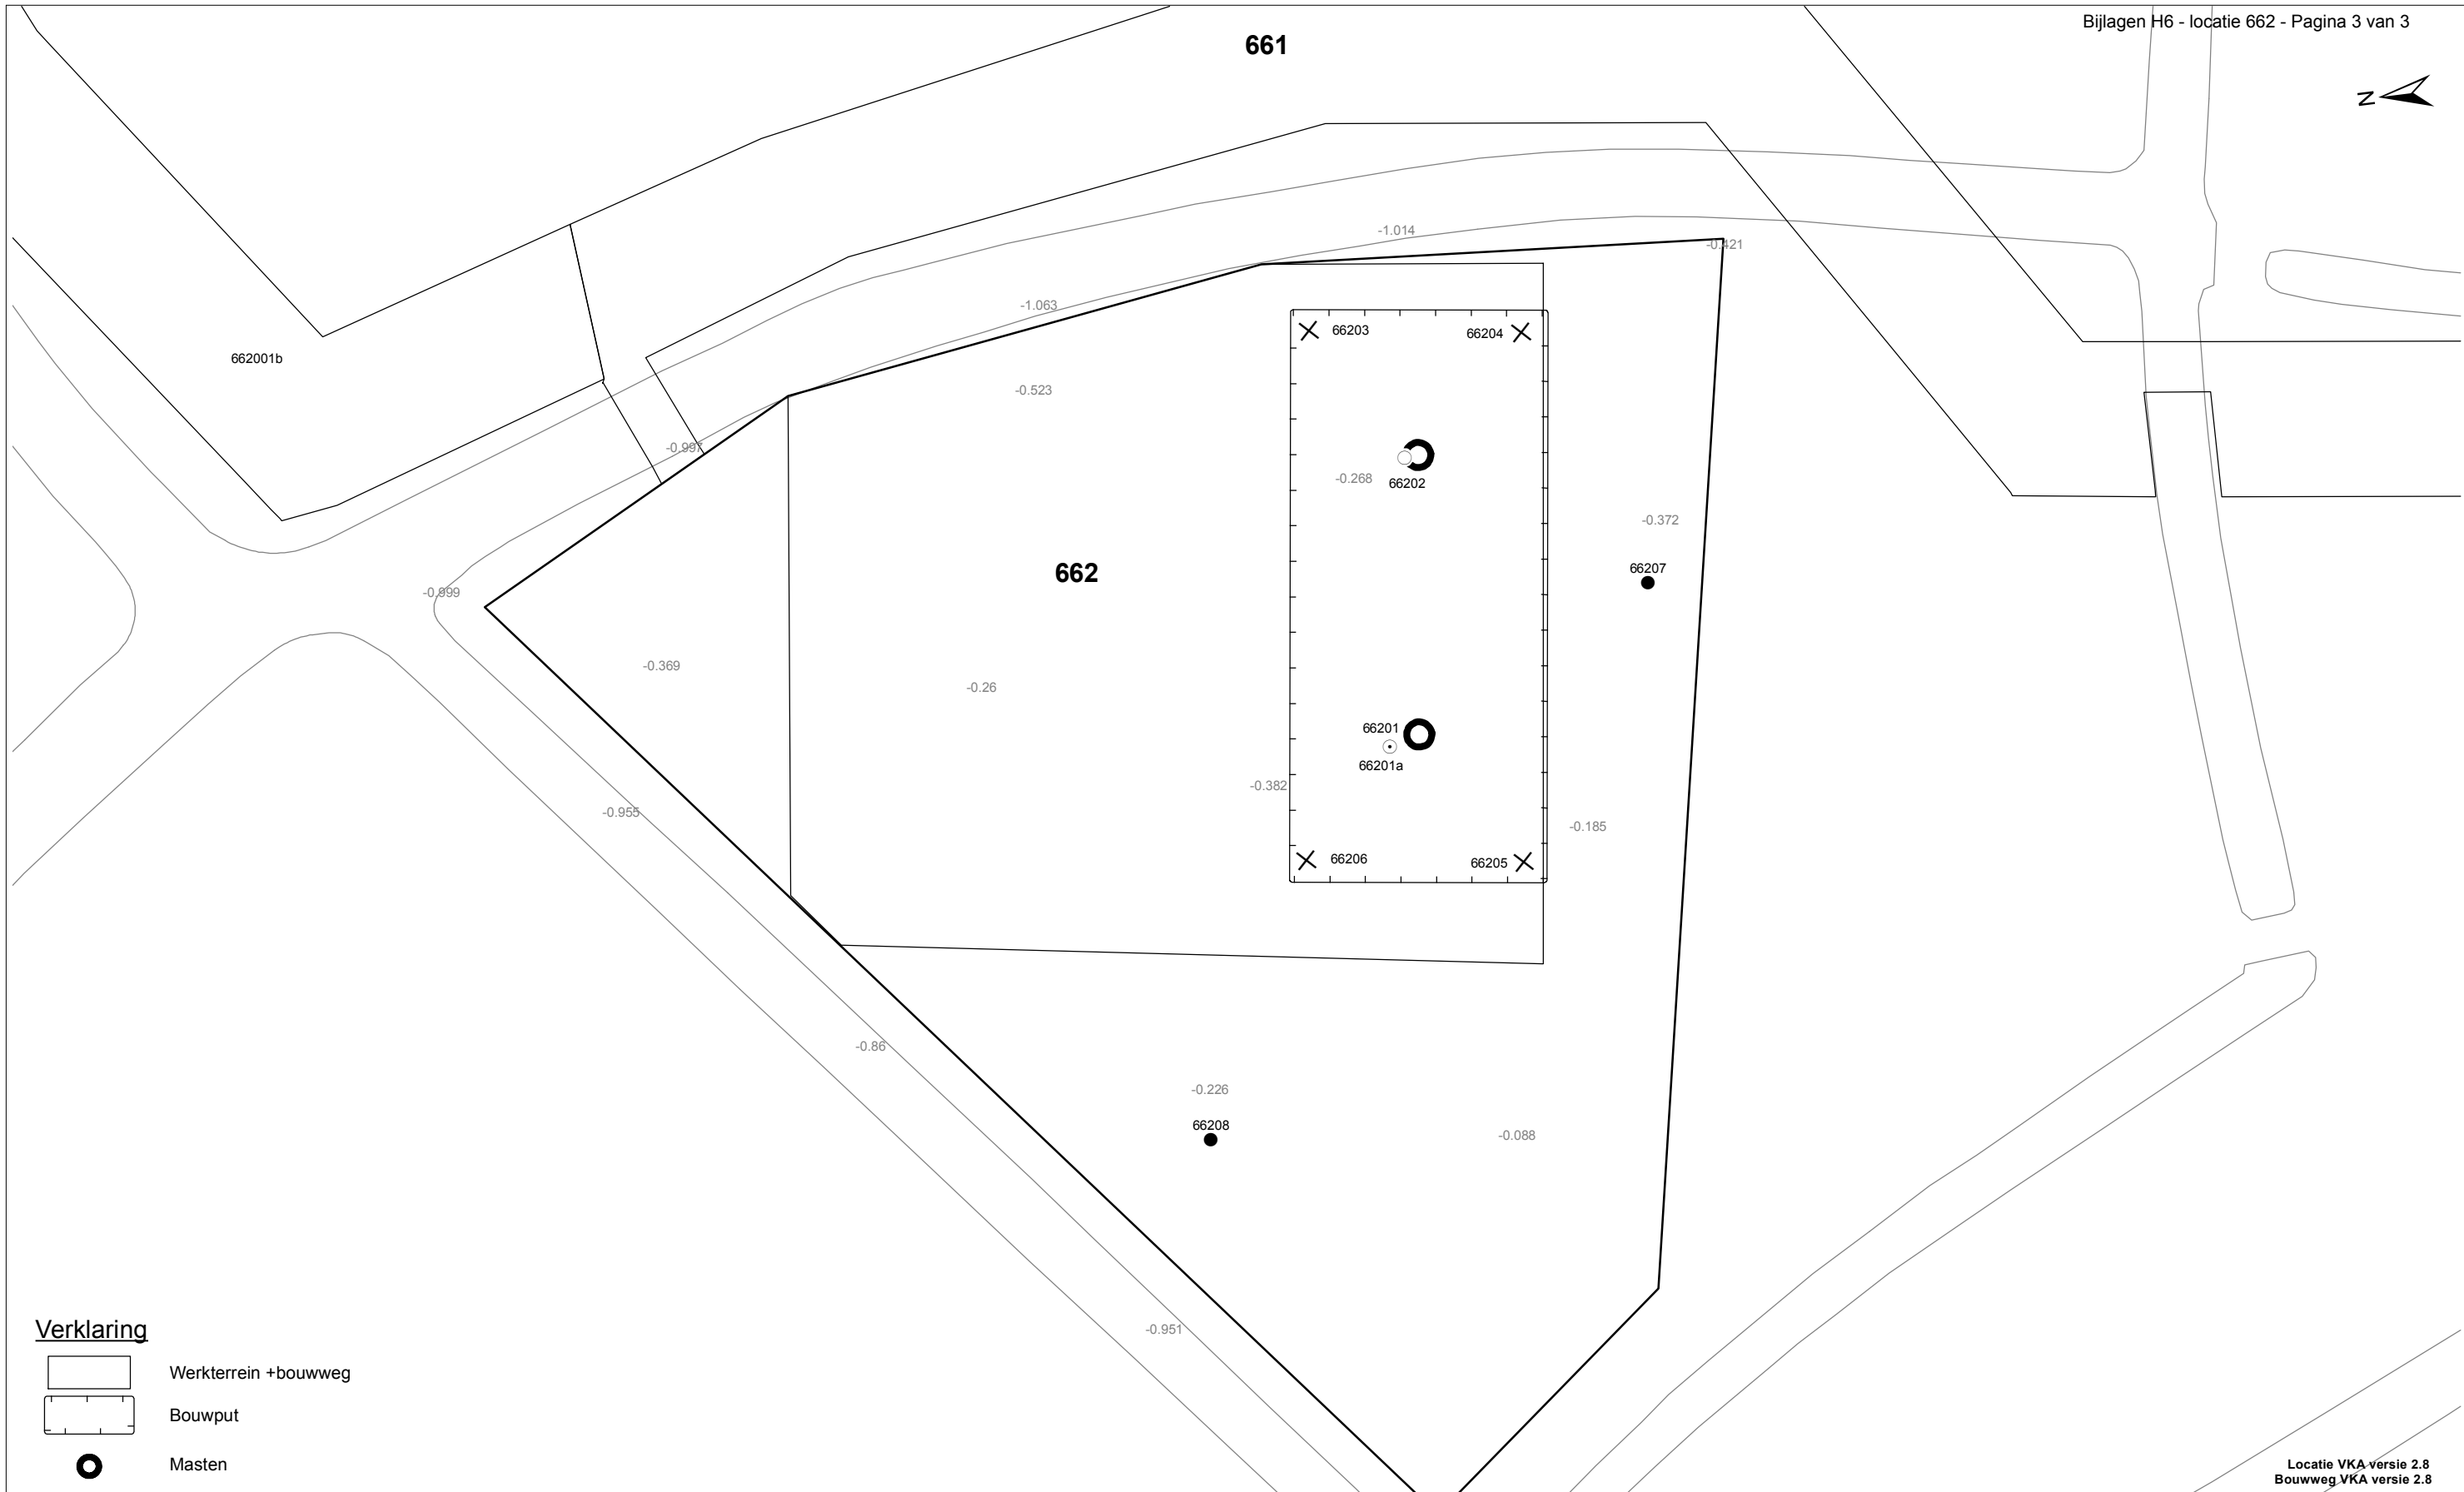 Bijlagen H6 - locatie 662 - Pagina 3 van 3
661
N
-1.014
-0.421
-1.063
66203
66204
662001b
-0.523
-0.997
-0.268
66202
-0.372
662
66207
-0.999
-0.369
-0.26
66201
66201a
-0.382
-0.955
-0.185
66206
66205
-0.86
-0.226
66208
-0.088
-0.951
Verklaring
Werkterrein +bouwweg
Bouwput
Masten
Locatie VKA versie 2.8
Bouwweg VKA versie 2.8